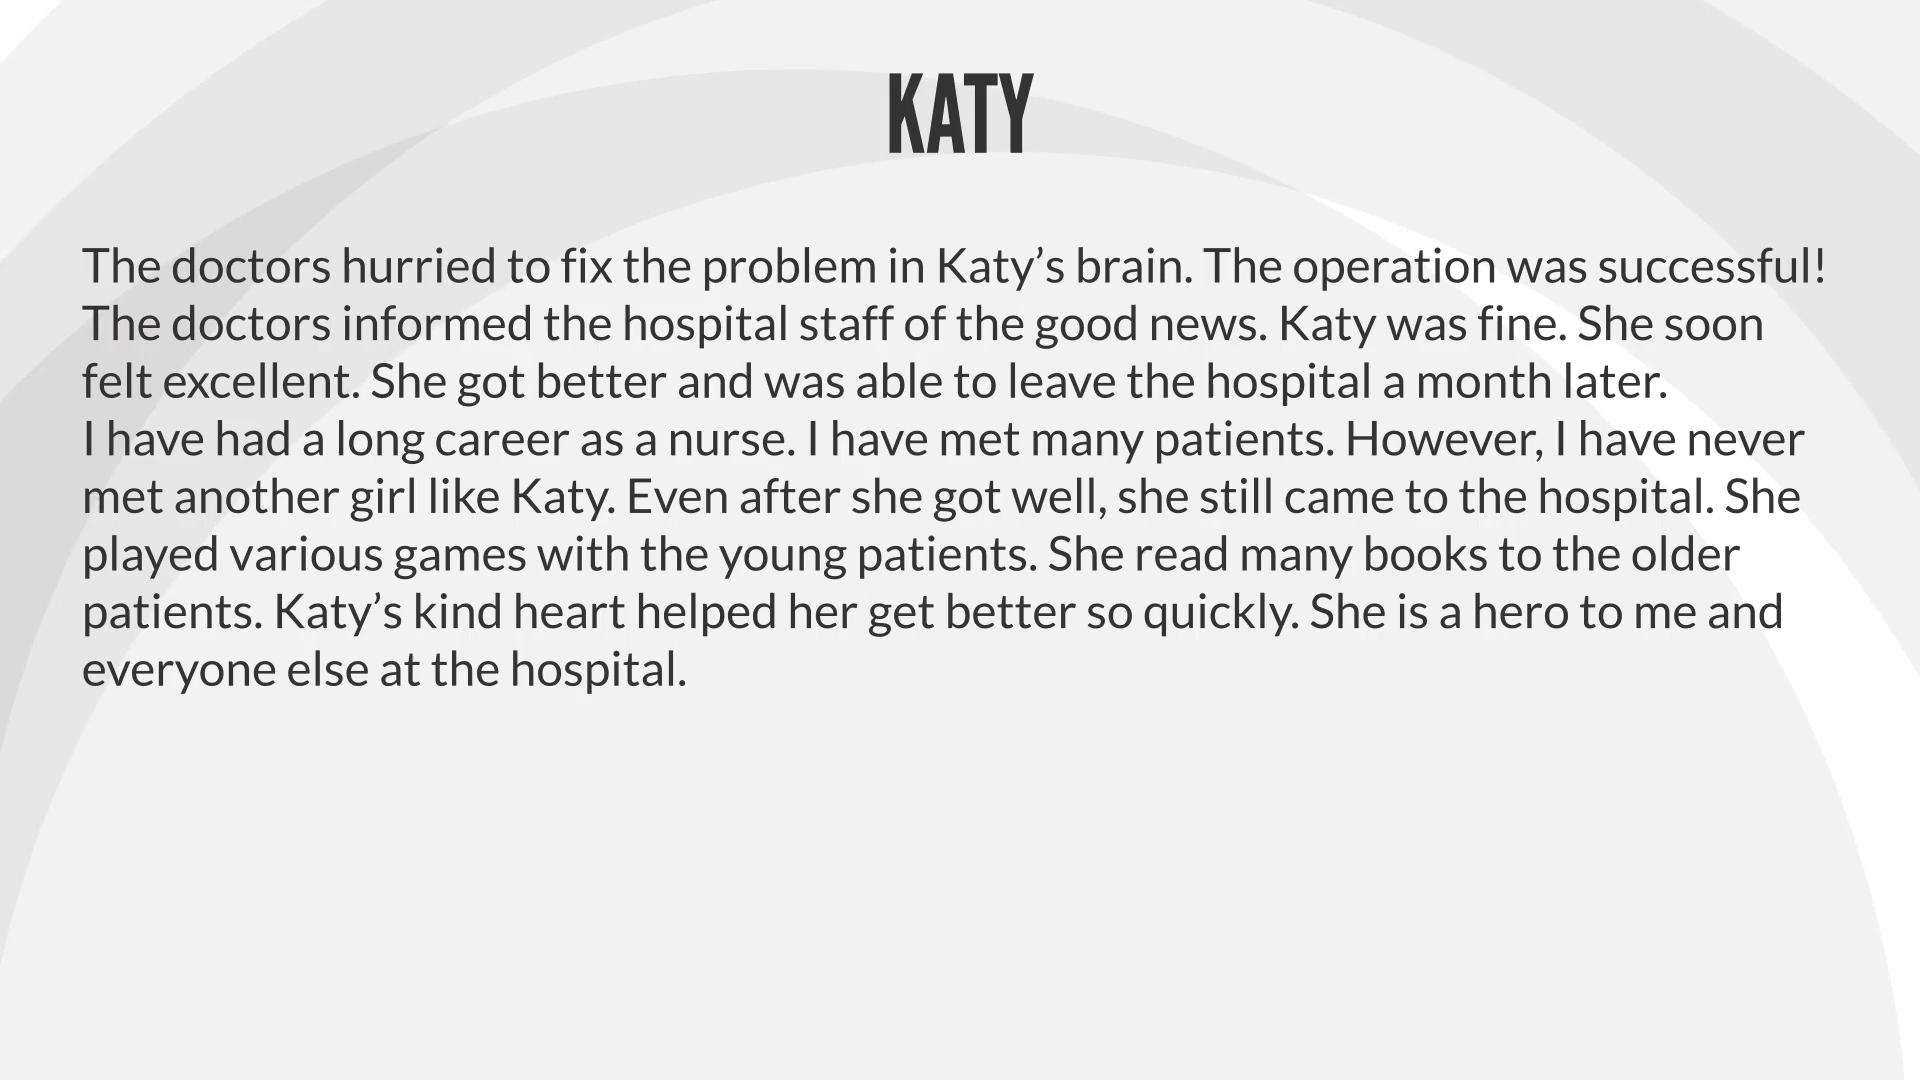 KATY
The doctors hurried to fix the problem in Katy’s brain. The operation was successful!
The doctors informed the hospital staff of the good news. Katy was fine. She soon
felt excellent. She got better and was able to leave the hospital a month later.
I have had a long career as a nurse. I have met many patients. However, I have never
met another girl like Katy. Even after she got well, she still came to the hospital. She
played various games with the young patients. She read many books to the older
patients. Katy’s kind heart helped her get better so quickly. She is a hero to me and
everyone else at the hospital.